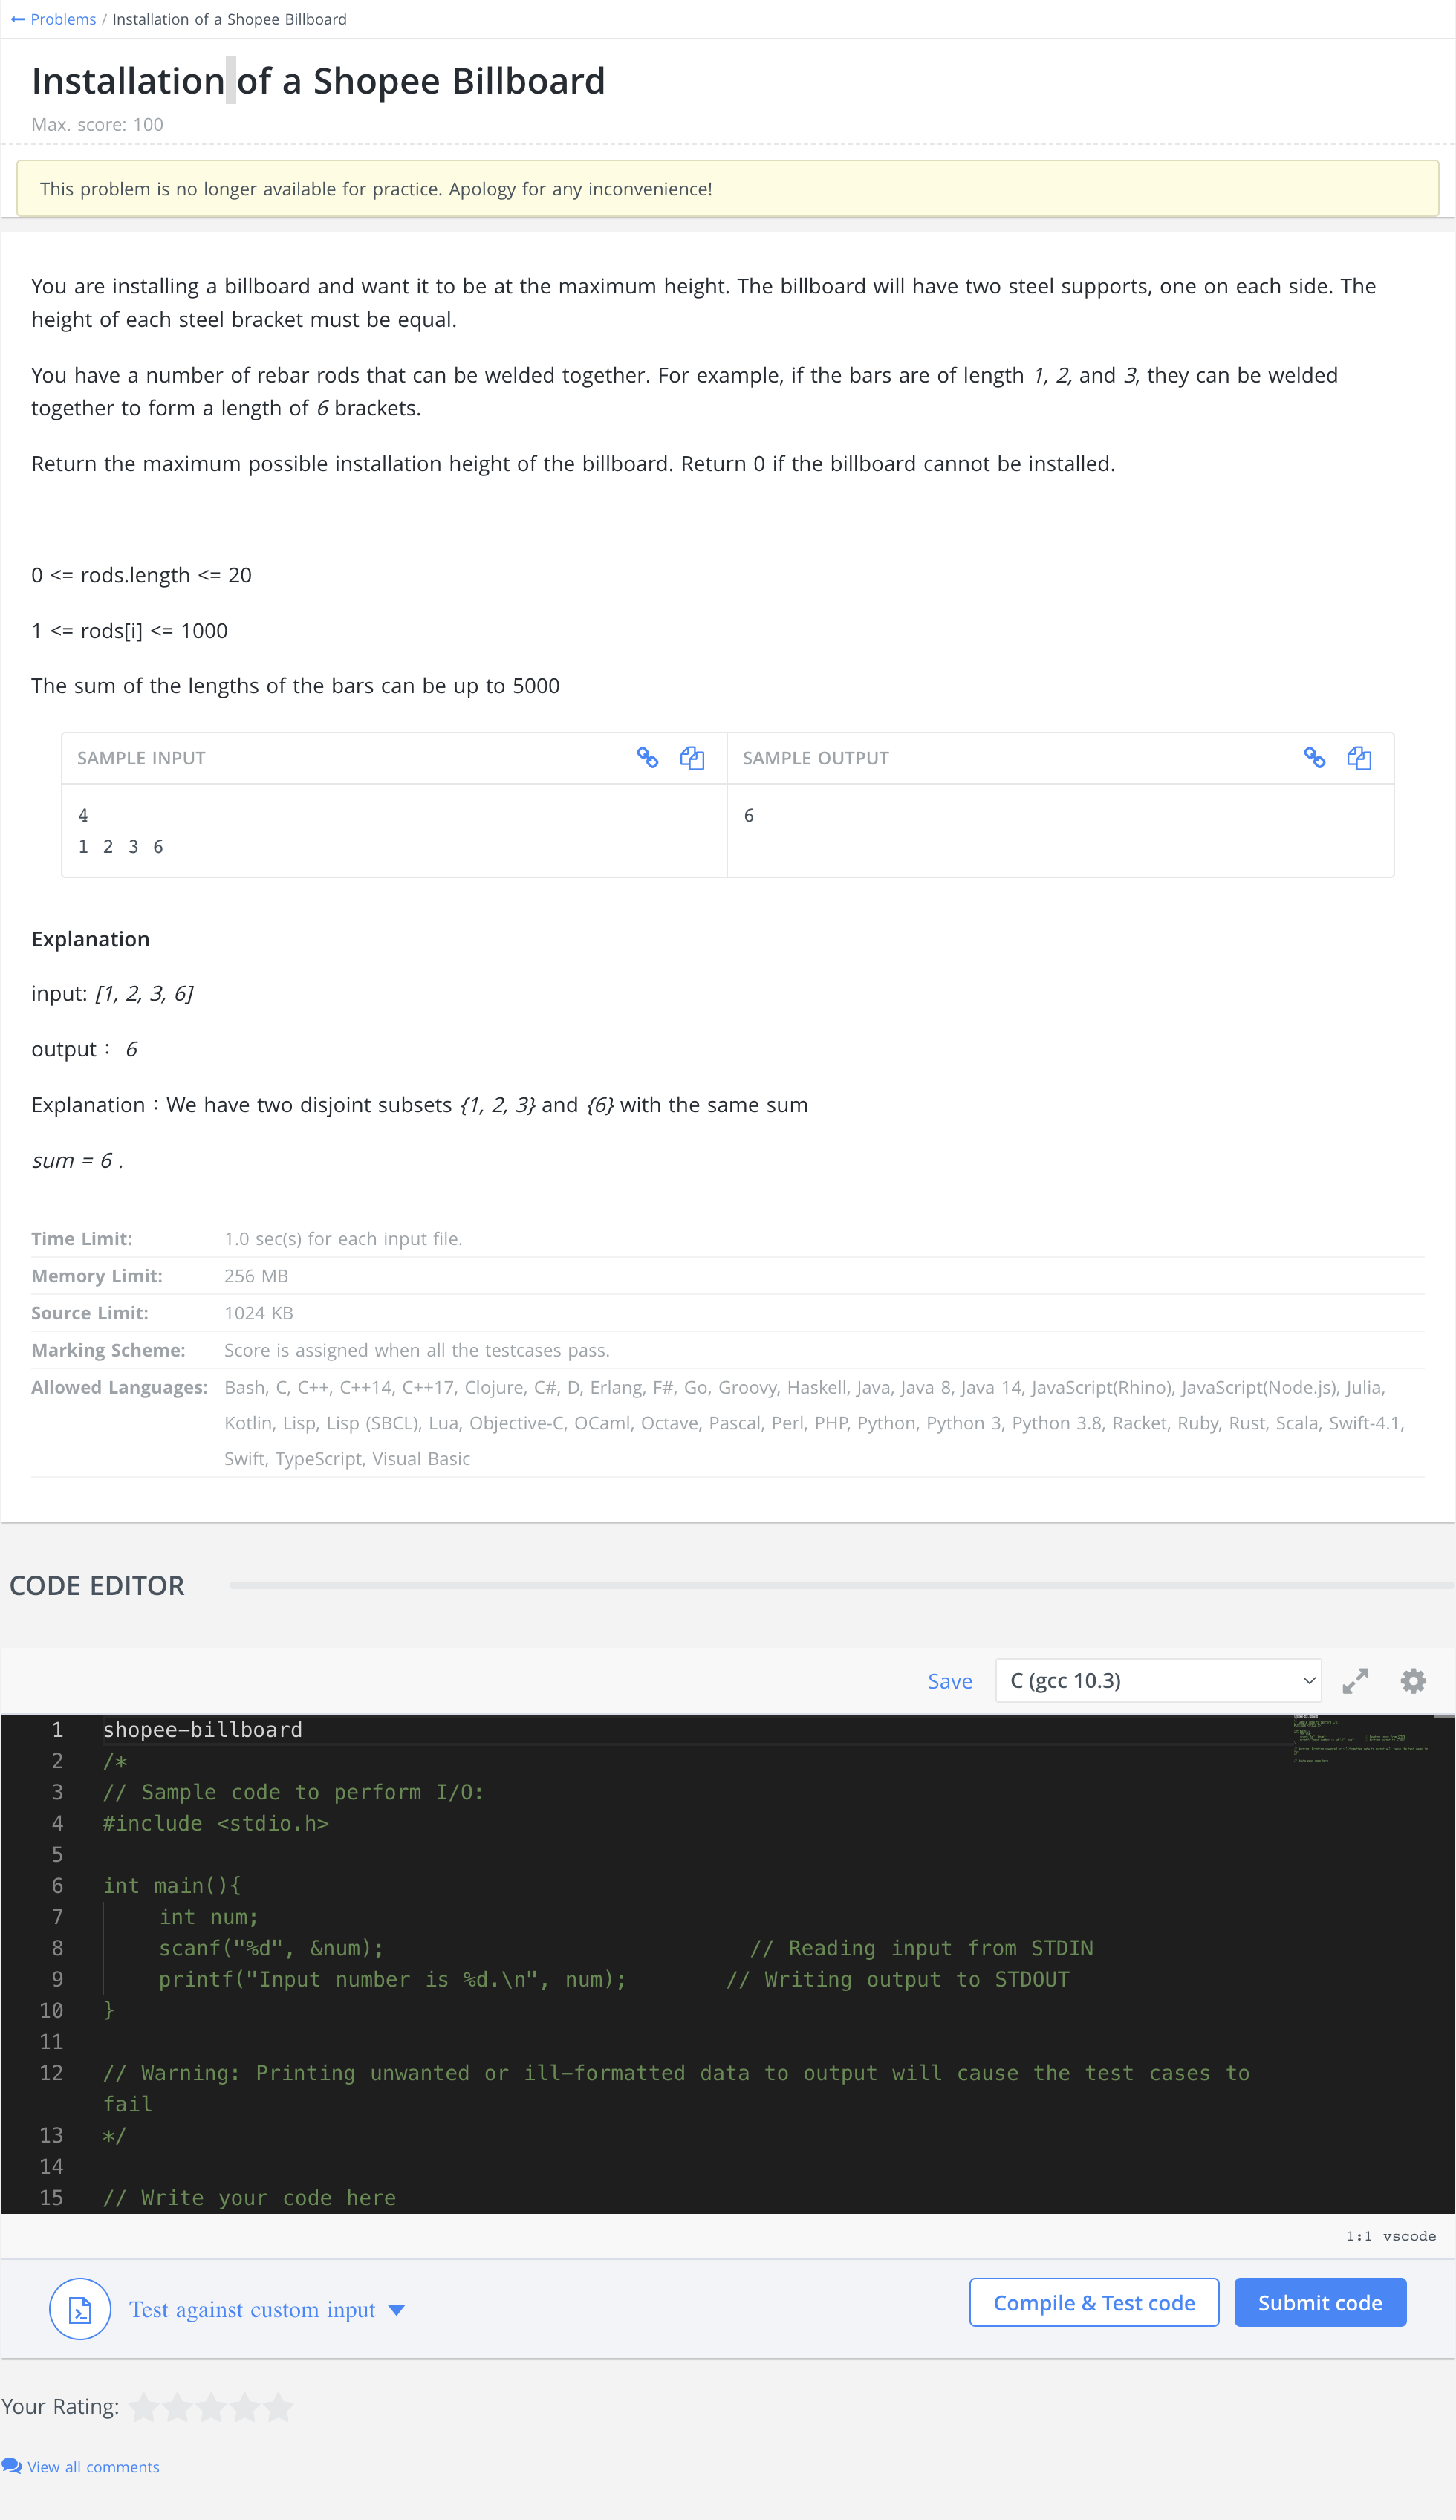 Problems / Installation of a Shopee Billboard
Installation of a Shopee Billboard
Max. score: 100
This problem is no longer available for practice. Apology for any inconvenience!
You are installing a billboard and want it to be at the maximum height. The billboard will have two steel supports, one on each side. The
height of each steel bracket must be equal.
You have a number of rebar rods that can be welded together. For example, if the bars are of length 1, 2, and 3, they can be welded
together to form a length of 6 brackets.
Return the maximum possible installation height of the billboard. Return 0 if the billboard cannot be installed.
0 <= rods.length <= 20
1 <= rods[i] <= 1000
The sum of the lengths of the bars can be up to 5000
SAMPLE INPUT
4
1 2 3 6
SAMPLE OUTPUT
6
Explanation
input: [1, 2, 3, 6]
output： 6
Explanation：We have two disjoint subsets {1, 2, 3} and {6} with the same sum
sum = 6 .
Time Limit: 1.0 sec(s) for each input file.
Memory Limit: 256 MB
Source Limit: 1024 KB
Marking Scheme: Score is assigned when all the testcases pass.
Allowed Languages: Bash, C, C++, C++14, C++17, Clojure, C#, D, Erlang, F#, Go, Groovy, Haskell, Java, Java 8, Java 14, JavaScript(Rhino), JavaScript(Node.js), Julia,
Kotlin, Lisp, Lisp (SBCL), Lua, Objective-C, OCaml, Octave, Pascal, Perl, PHP, Python, Python 3, Python 3.8, Racket, Ruby, Rust, Scala, Swift-4.1,
Swift, TypeScript, Visual Basic
CODE EDITOR
Save C (gcc 10.3)
1 shopee-billboard
2 /*
3 // Sample code to perform I/O:
4 #include <stdio.h>
5
6 int main(){
7 int num;
8 scanf("%d", &num); // Reading input from STDIN
9 printf("Input number is %d.\n", num); // Writing output to STDOUT
10 }
11
12 // Warning: Printing unwanted or ill-formatted data to output will cause the test cases to
fail
13 */
14
15 // Write your code here
1:1 vscode
Test against custom input
Compile & Test code
Submit code
Your Rating:
View all comments